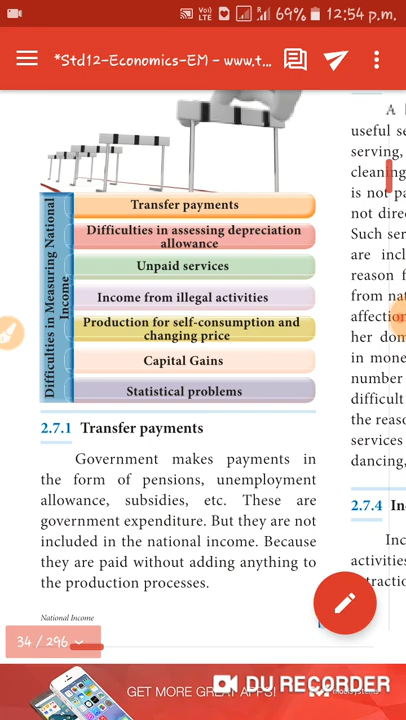 Vo) LTE R 69% 12:54 p.m.
*Std12-Economics-EM - www.t...
Difficulties in Measuring National Income
Transfer payments
Difficulties in assessing depreciation
allowance
Unpaid services
Income from illegal activities
Production for self-consumption and
changing price
Capital Gains
Statistical problems
2.7.1 Transfer payments
Government makes payments in
the form of pensions, unemployment
allowance, subsidies, etc. These are
government expenditure. But they are not
included in the national income. Because
they are paid without adding anything to
the production processes.
National Income
34 / 296
A
useful se
serving,
cleaning
is not pa
not direc
Such ser
are incl
reason f
from nat
affection
her dom
in mone
number
difficult
the reaso
services
dancing,
2.7.4 In
Inc
activities
tractio
GET MORE GREAT APPS!
DU RECORDER